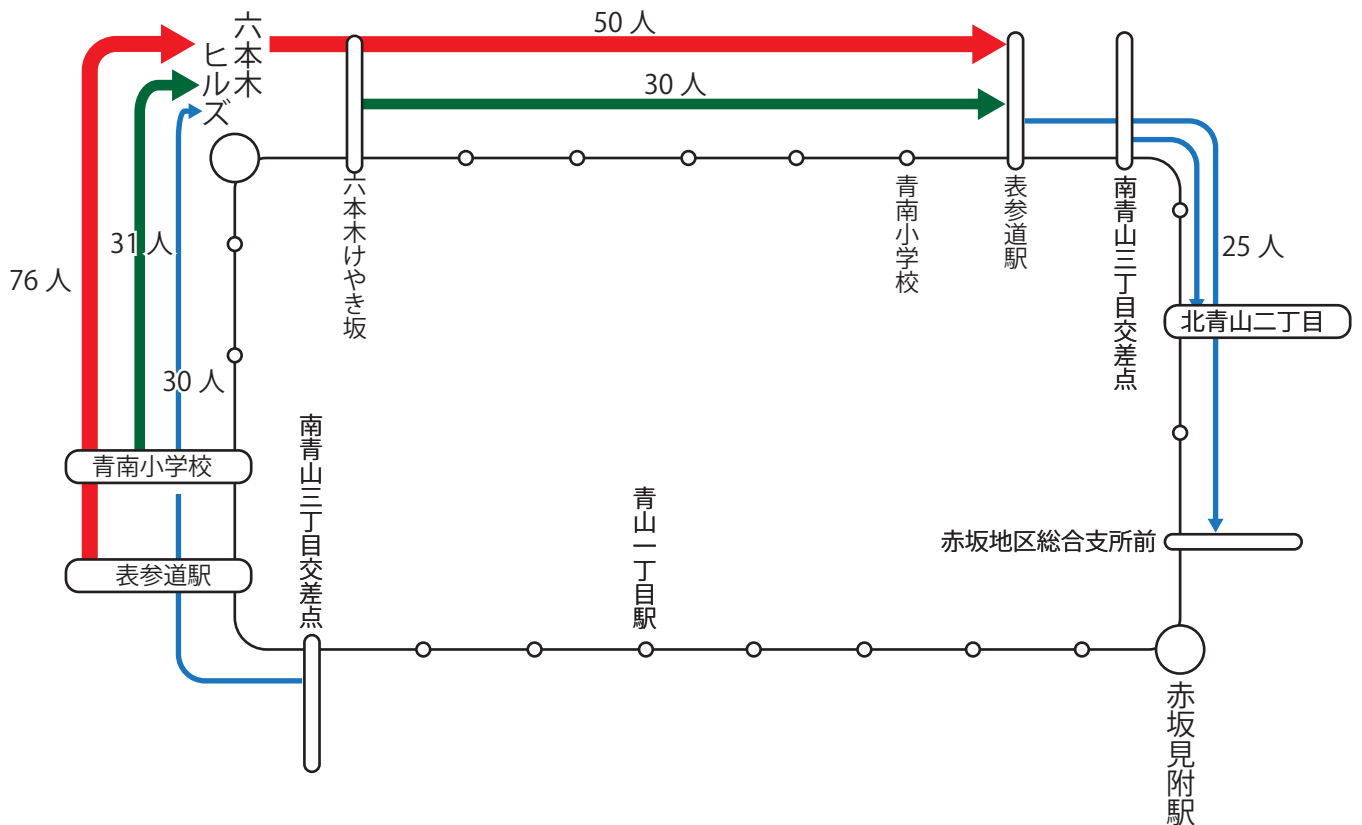 六本木
ヒルズ
50 人
30 人
六本木けやき坂
青南小学校
表参道駅
南青山三丁目交差点
25 人
31 人
76 人
30 人
北青山二丁目
青南小学校
表参道駅
南青山三丁目交差点
青山一丁目駅
赤坂地区総合支所前
赤坂見附駅